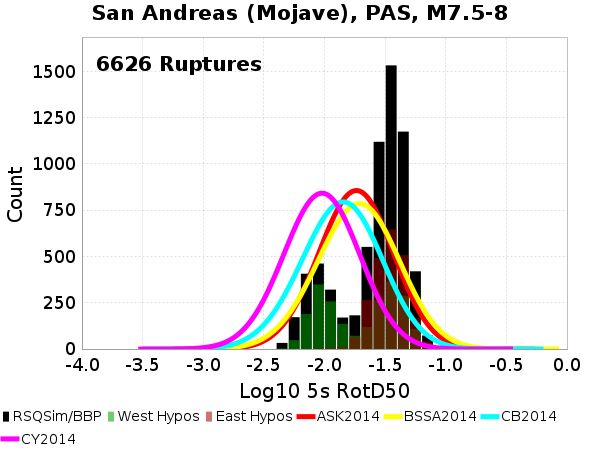 San Andreas (Mojave), PAS, M7.5-8
6626 Ruptures
Count
1500
1250
1000
750
500
250
0
-4.0 -3.5 -3.0 -2.5 -2.0 -1.5 -1.0 -0.5 0.0
Log10 5s RotD50
RSQSim/BBP West Hypos East Hypos ASK2014 BSSA2014 CB2014
CY2014